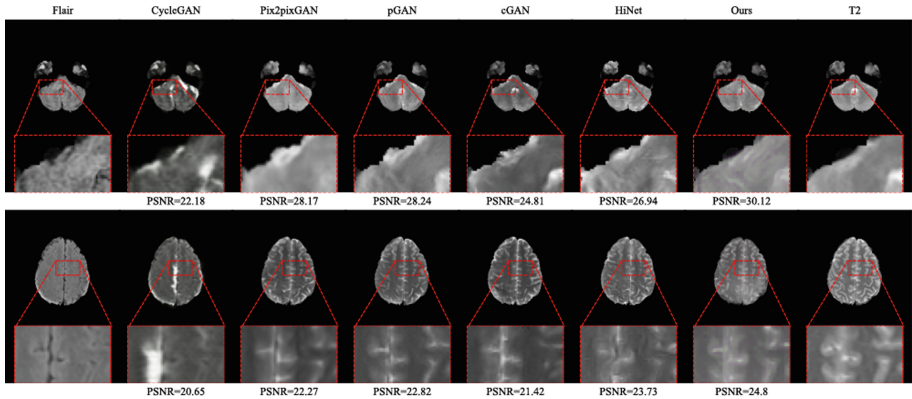 Flair CycleGAN Pix2pixGAN pGAN cGAN HiNet Ours T2
PSNR=22.18 PSNR=28.17 PSNR=28.24 PSNR=24.81 PSNR=26.94 PSNR=30.12
PSNR=20.65 PSNR=22.27 PSNR=22.82 PSNR=21.42 PSNR=23.73 PSNR=24.8